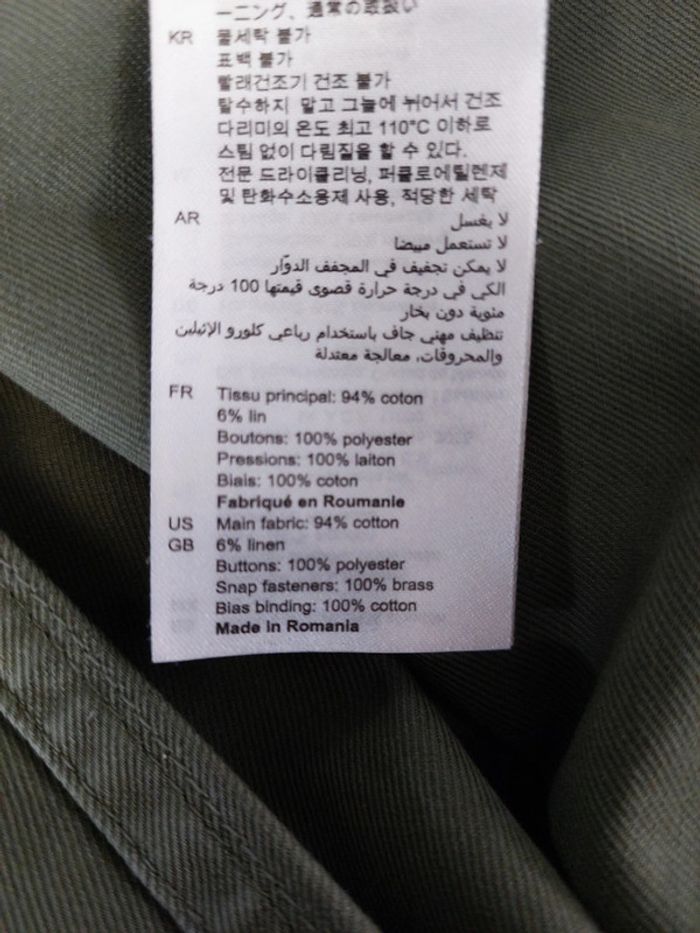 ーニング、通常の取扱い
KR 물세탁 불가
표백 불가
빨래건조기 건조 불가
탈수하지 말고 그늘에 뉘어서 건조
다리미의 온도 최고 110°C 이하로
스팀 없이 다림질을 할 수 있다.
전문 드라이클리닝, 퍼클로에틸렌제
및 탄화수소용제 사용, 적당한 세탁
AR لا يغسل
لا تستعمل مبيضا
لا يمكن تجفيف في المجفف الدوّار
الكي في درجة حرارة قصوى قيمتها 100 درجة
مئوية دون بخار
تنظيف مهني جاف باستخدام رباعي كلورو الإثيلين
والمحروقات، معالجة معتدلة
FR Tissu principal: 94% coton
6% lin
Boutons: 100% polyester
Pressions: 100% laiton
Biais: 100% coton
Fabriqué en Roumanie
US Main fabric: 94% cotton
GB 6% linen
Buttons: 100% polyester
Snap fasteners: 100% brass
Bias binding: 100% cotton
Made in Romania